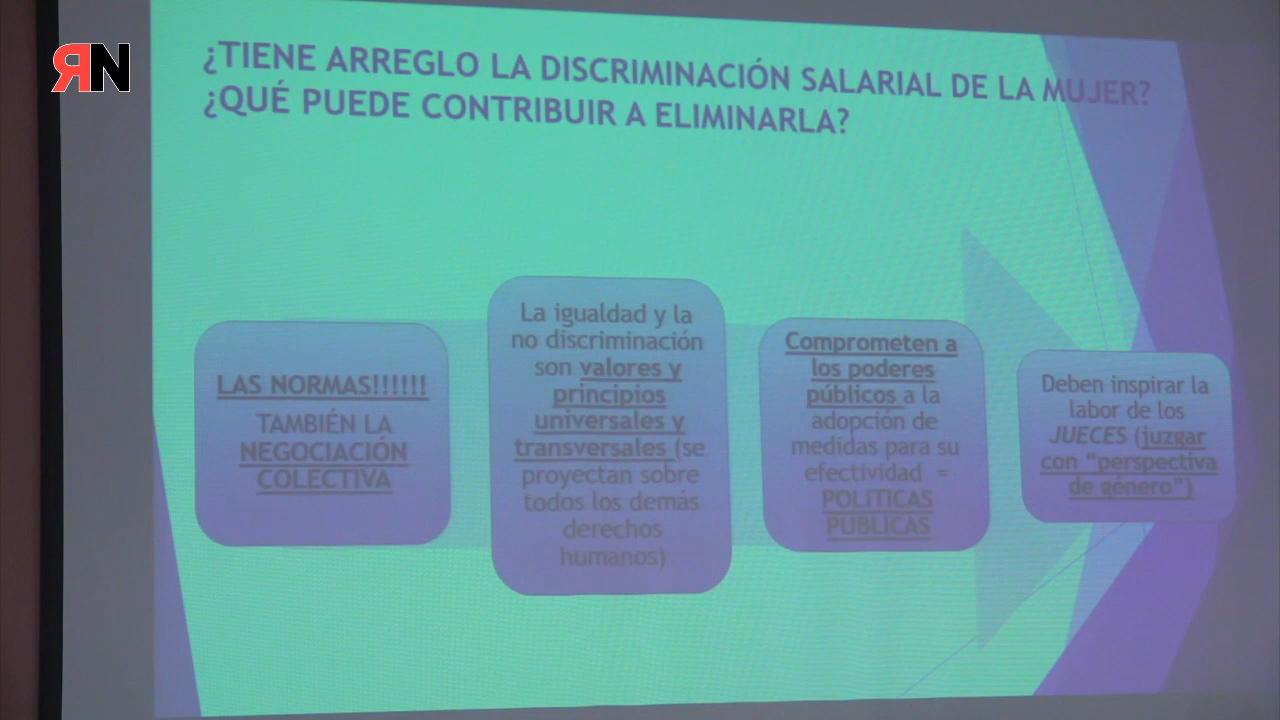 ЯN
¿TIENE ARREGLO LA DISCRIMINACIÓN SALARIAL DE LA MUJER?
¿QUÉ PUEDE CONTRIBUIR A ELIMINARLA?
LAS NORMAS!!!!!!
TAMBIÉN LA
NEGOCIACIÓN
COLECTIVA
La igualdad y la
no discriminación
son valores y
principios
universales y
transversales (se
proyectan sobre
todos los demás
derechos
humanos)
Comprometen a
los poderes
públicos a la
adopción de
medidas para su
efectividad =
POLITICAS
PÚBLICAS
Deben inspirar la
labor de los
JUECES (juzgar
con “perspectiva
de género”)